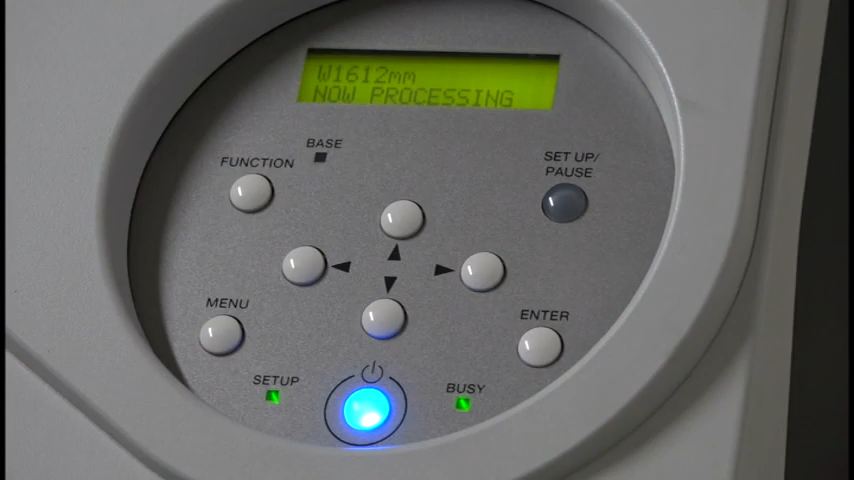 W1612mm
NOW PROCESSING
BASE
FUNCTION
SET UP/
PAUSE
MENU
ENTER
SETUP
BUSY